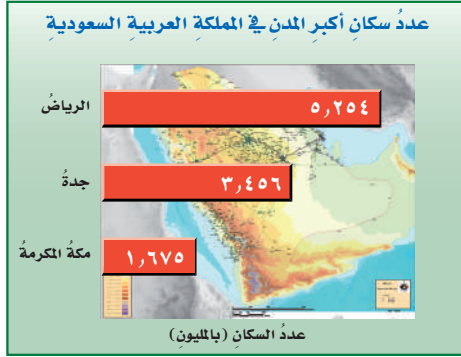 عددُ سكانِ أكبرِ المدنِ في المملكةِ العربيةِ السعوديةِ
الرياضُ ٥٫٢٥٤
جدةُ ٣٫٤٥٦
مكةُ المكرمةُ ١٫٦٧٥
عددُ السكانِ (بالمليونِ)